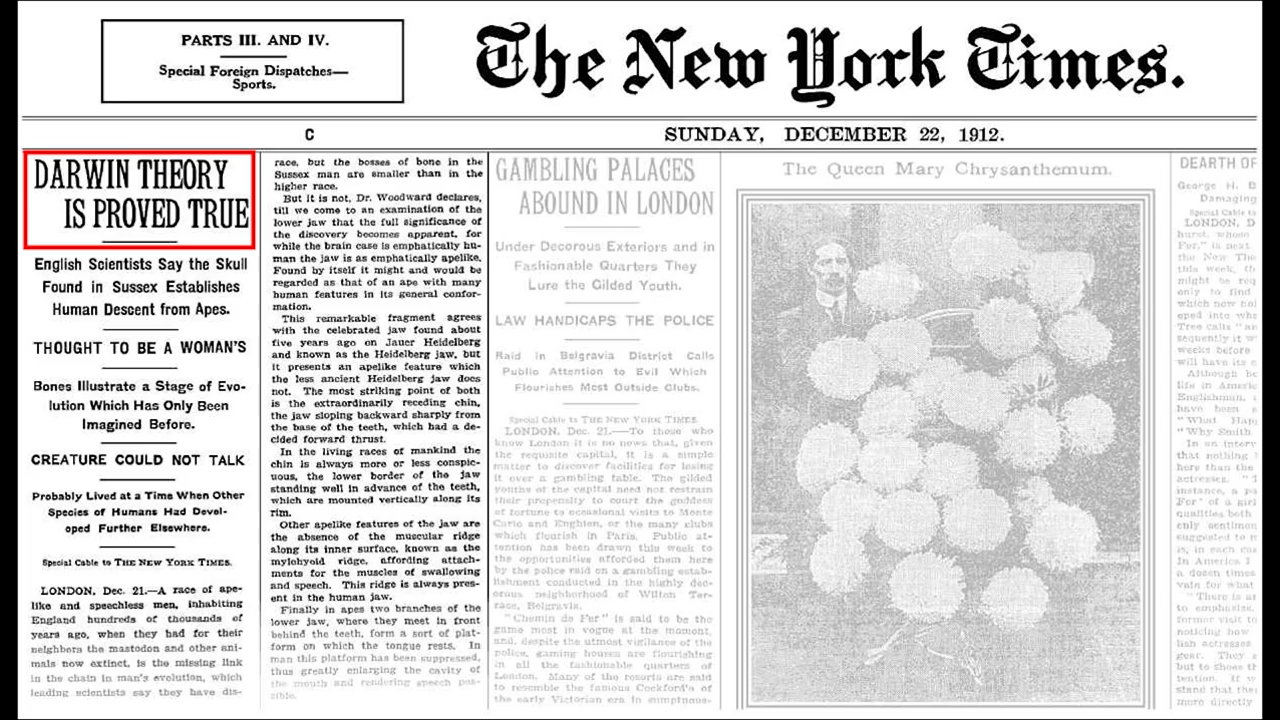 PARTS III. AND IV.
Special Foreign Dispatches—
Sports.
The New York Times.
C
SUNDAY, DECEMBER 22, 1912.
DARWIN THEORY
IS PROVED TRUE
English Scientists Say the Skull
Found in Sussex Establishes
Human Descent from Apes.
THOUGHT TO BE A WOMAN'S
Bones Illustrate a Stage of Evo-
lution Which Has Only Been
Imagined Before.
CREATURE COULD NOT TALK
Probably Lived at a Time When Other
Species of Humans Had Devel-
oped Further Elsewhere.
Special Cable to THE NEW YORK TIMES.
LONDON, Dec. 21.—A race of ape-
like and speechless men, inhabiting
England hundreds of thousands of
years ago, when they had for their
neighbors the mastodon and other ani-
mals now extinct, is the missing link
in the chain in man's evolution, which
leading scientists say they have dis-
race, but the bosses of bone in the
Sussex man are smaller than in the
higher race.
But it is not, Dr. Woodward declares,
till we come to an examination of the
lower jaw that the full significance of
the discovery becomes apparent, for
while the brain case is emphatically hu-
man the jaw is as emphatically apelike.
Found by itself it might and would be
regarded as that of an ape with many
human features in its general confor-
mation.
This remarkable fragment agrees
with the celebrated jaw found about
five years ago on Jauer Heidelberg
and known as the Heidelberg jaw, but
it presents an apelike feature which
the less ancient Heidelberg jaw does
not. The most striking point of both
is the extraordinarily receding chin,
the jaw sloping backward sharply from
the base of the teeth, which had a de-
cided forward thrust.
In the living races of mankind the
chin is always more or less conspic-
uous, the lower border of the jaw
standing well in advance of the teeth,
which are mounted vertically along its
rim.
Other apelike features of the jaw are
the absence of the muscular ridge
along its inner surface, known as the
mylohyoid ridge, affording attach-
ments for the muscles of swallowing
and speech. This ridge is always pres-
ent in the human jaw.
Finally in apes two branches of the
lower jaw, where they meet in front
behind the teeth, form a sort of plat-
form on which the tongue rests. In
man this platform has been suppressed,
thus greatly enlarging the cavity of
the mouth and rendering speech pos-
sible.
GAMBLING PALACES
ABOUND IN LONDON
Under Decorous Exteriors and in
Fashionable Quarters They
Lure the Gilded Youth.
LAW HANDICAPS THE POLICE
Raid in Belgravia District Calls
Public Attention to Evil Which
Flourishes Most Outside Clubs.
Special Cable to THE NEW YORK TIMES.
LONDON, Dec. 21.—To those who
know London it is no news that, given
the requisite capital, it is a simple
matter to discover facilities for losing
it over a gambling table. The gilded
youths of the capital need not restrain
their propensity to court the goddess
of fortune to occasional visits to Monte
Carlo and Enghien, or the many clubs
which flourish in Paris. Public at-
tention has been drawn this week to
the opportunities afforded them here
by the police raid on a gambling estab-
lishment conducted in the highly dec-
orous neighborhood of Wilton Ter-
race, Belgravia.
"Chemin de Fer" is said to be the
game most in vogue at the moment,
and, despite the utmost vigilance of the
police, gaming houses are flourishing
in all the fashionable quarters of
London. Many of the resorts are said
to resemble the famous Cockford's of
the early Victorian era in sumptuous-
The Queen Mary Chrysanthemum.
DEARTH OF
George H. B
Damaging
Special Cable to
LONDON, D